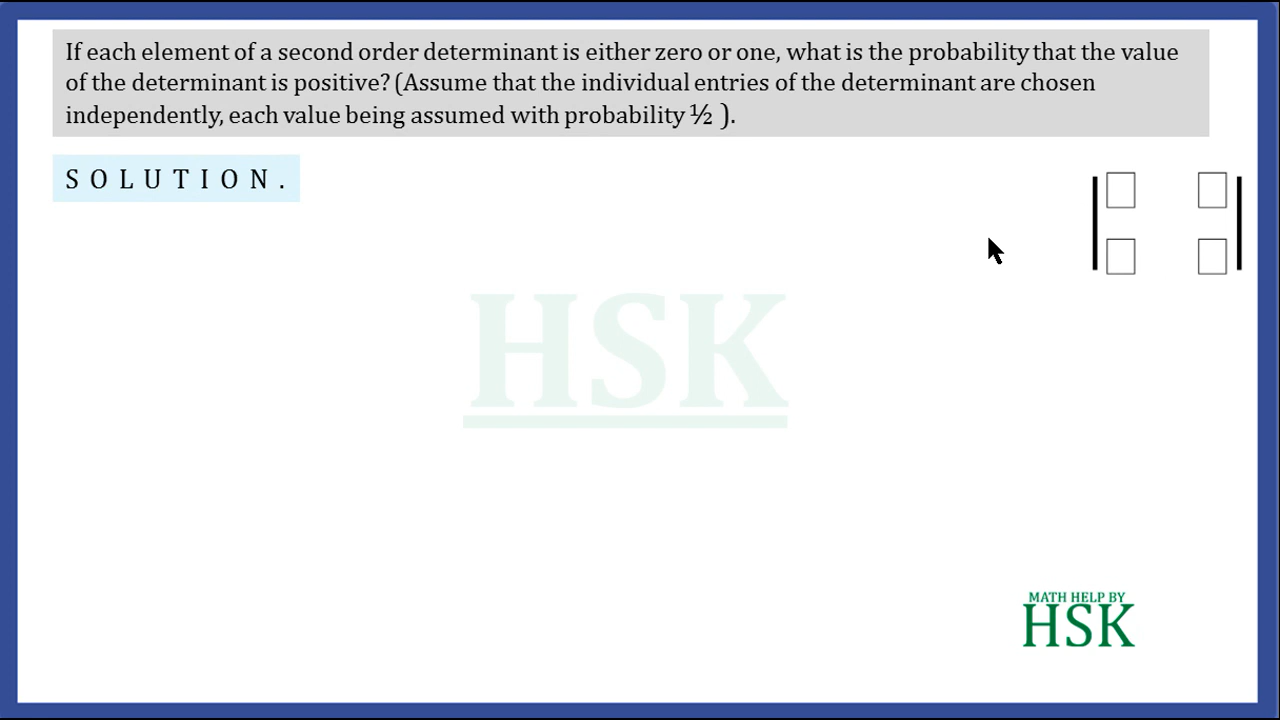 If each element of a second order determinant is either zero or one, what is the probability that the value
of the determinant is positive? (Assume that the individual entries of the determinant are chosen
independently, each value being assumed with probability ½ ).
S O L U T I O N .
HSK
MATH HELP BY
HSK